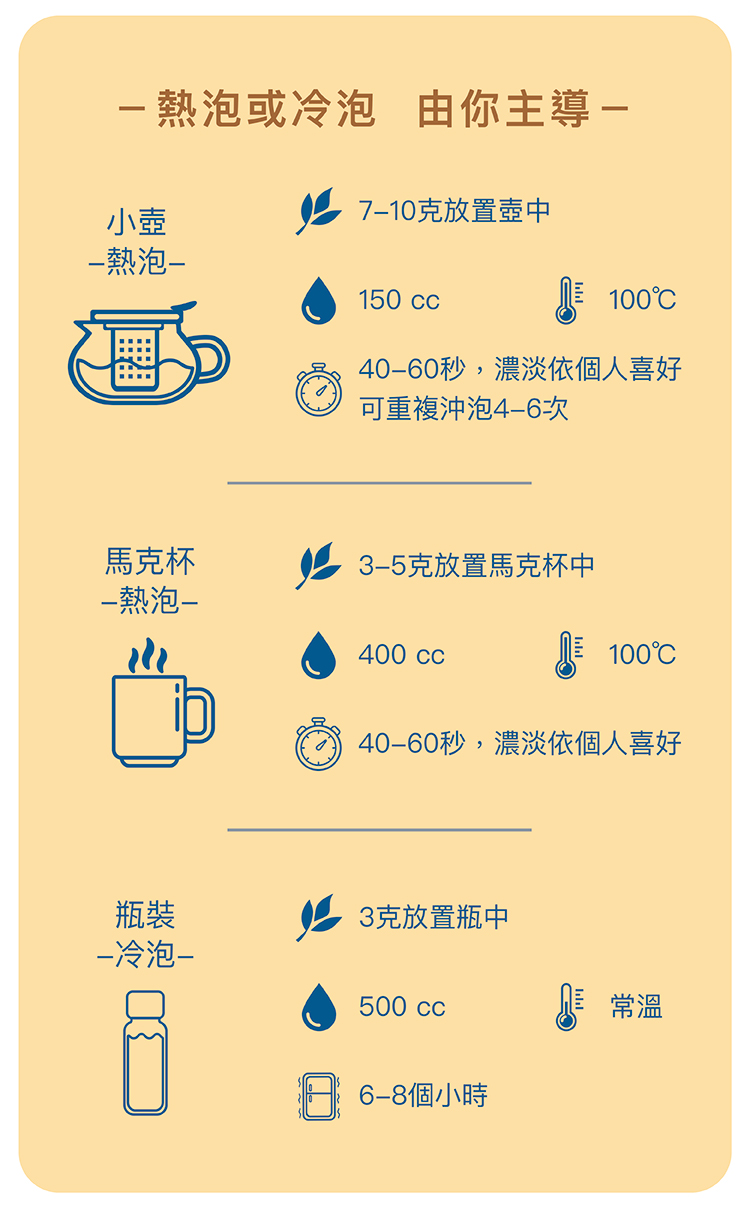 －熱泡或冷泡 由你主導－
小壺
–熱泡–
7–10克放置壺中
150 cc
100℃
40–60秒，濃淡依個人喜好
可重複沖泡4–6次
馬克杯
–熱泡–
3–5克放置馬克杯中
400 cc
100℃
40–60秒，濃淡依個人喜好
瓶裝
–冷泡–
3克放置瓶中
500 cc
常溫
6–8個小時